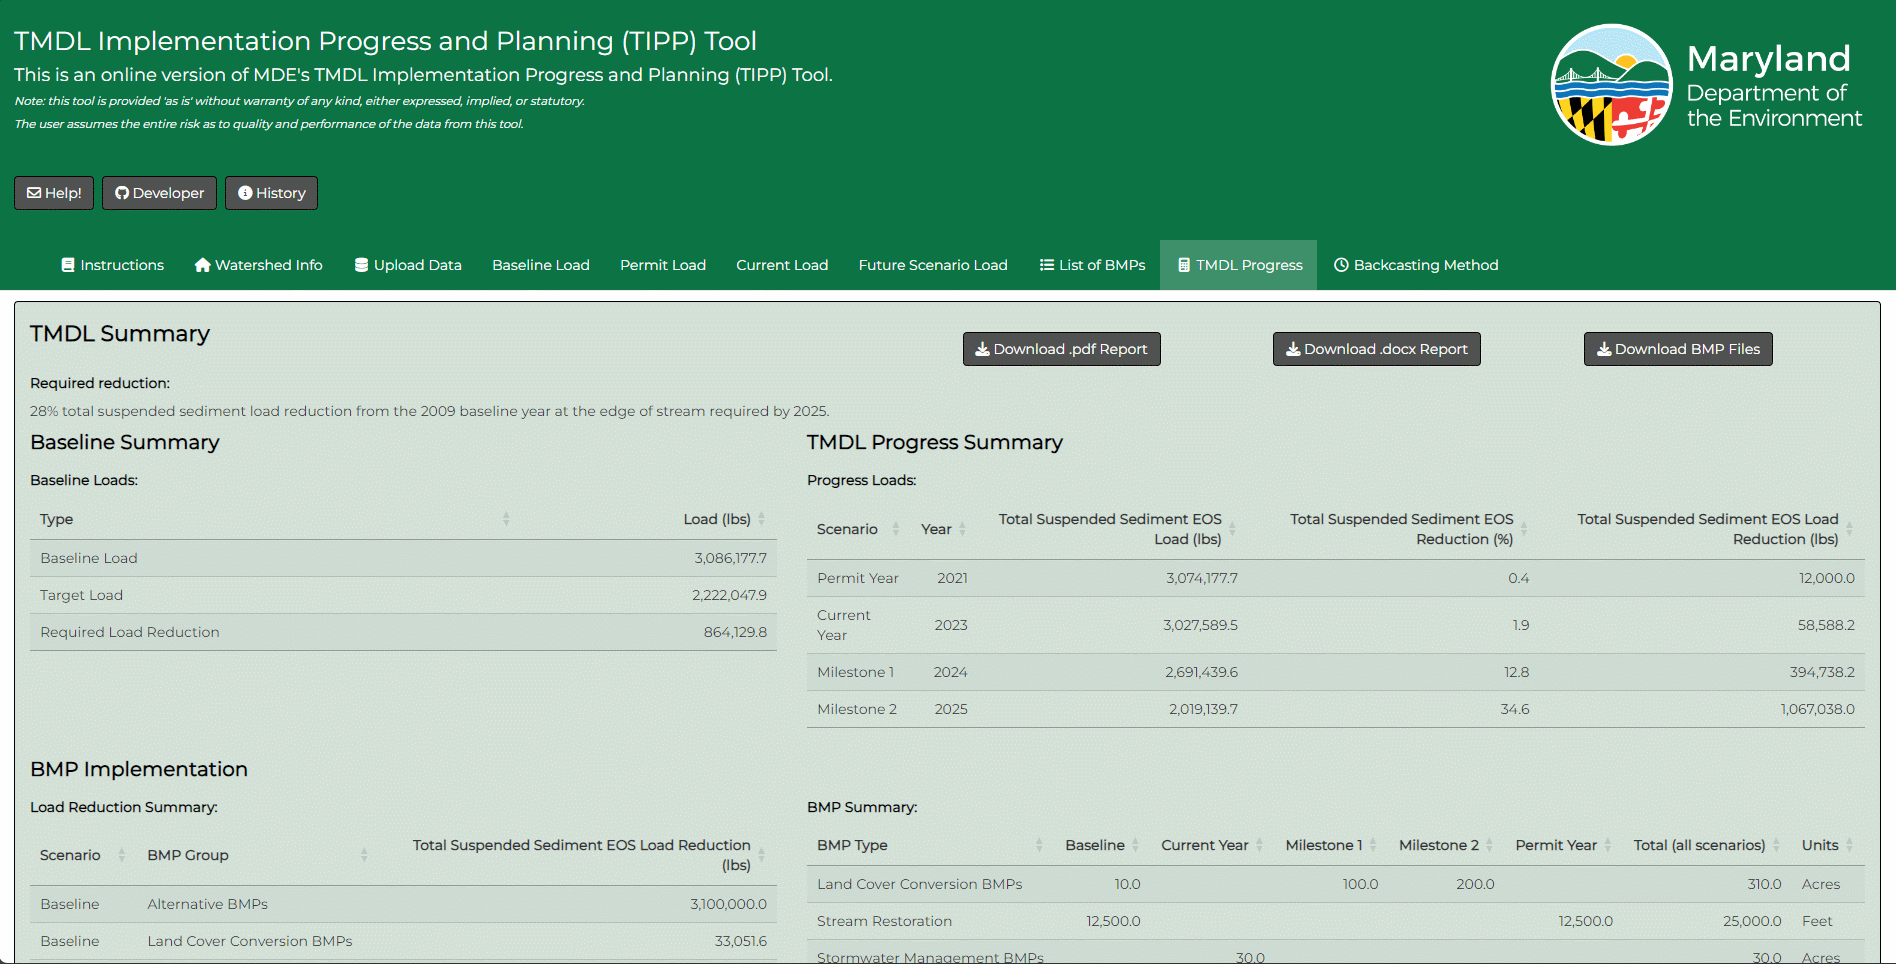 TMDL Implementation Progress and Planning (TIPP) Tool
This is an online version of MDE's TMDL Implementation Progress and Planning (TIPP) Tool.
Note: this tool is provided 'as is' without warranty of any kind, either expressed, implied, or statutory.
The user assumes the entire risk as to quality and performance of the data from this tool.
Maryland
Department of
the Environment
Help! Developer History
Instructions Watershed Info Upload Data Baseline Load Permit Load Current Load Future Scenario Load List of BMPs TMDL Progress Backcasting Method
TMDL Summary
Download .pdf Report Download .docx Report Download BMP Files
Required reduction:
28% total suspended sediment load reduction from the 2009 baseline year at the edge of stream required by 2025.
Baseline Summary
Baseline Loads:
Type Load (lbs)
Baseline Load 3,086,177.7
Target Load 2,222,047.9
Required Load Reduction 864,129.8
TMDL Progress Summary
Progress Loads:
Scenario Year Total Suspended Sediment EOS Total Suspended Sediment EOS Total Suspended Sediment EOS Load
Load (lbs) Reduction (%) Reduction (lbs)
Permit Year 2021 3,074,177.7 0.4 12,000.0
Current
Year 2023 3,027,589.5 1.9 58,588.2
Milestone 1 2024 2,691,439.6 12.8 394,738.2
Milestone 2 2025 2,019,139.7 34.6 1,067,038.0
BMP Implementation
Load Reduction Summary:
Scenario BMP Group Total Suspended Sediment EOS Load Reduction
(lbs)
Baseline Alternative BMPs 3,100,000.0
Baseline Land Cover Conversion BMPs 33,051.6
BMP Summary:
BMP Type Baseline Current Year Milestone 1 Milestone 2 Permit Year Total (all scenarios) Units
Land Cover Conversion BMPs 10.0 100.0 200.0 310.0 Acres
Stream Restoration 12,500.0 12,500.0 25,000.0 Feet
Stormwater Management BMPs 30.0 30.0 Acres